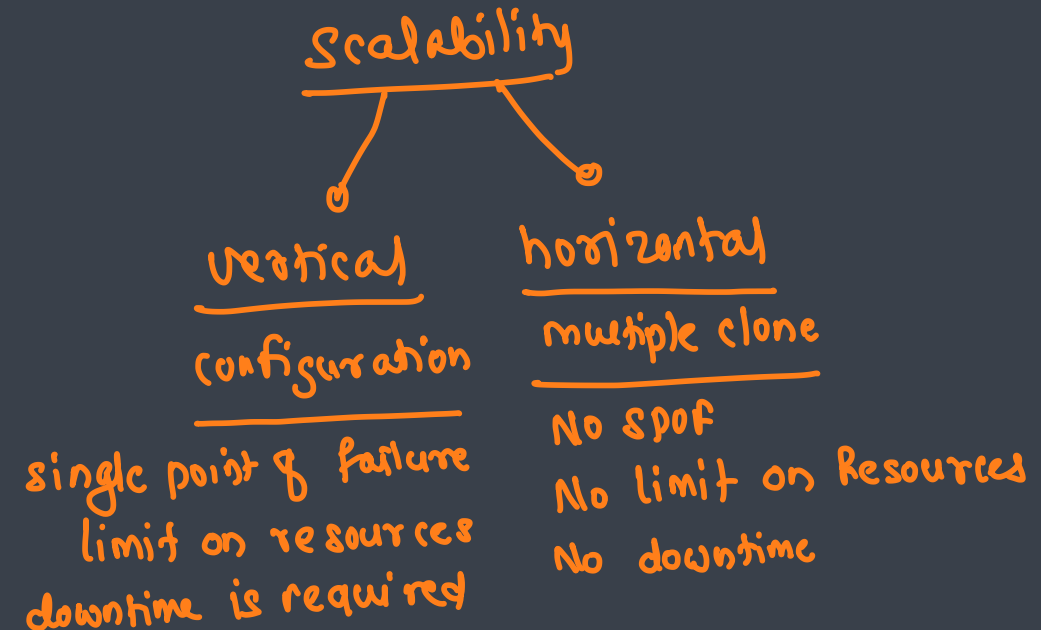 Scalability
vertical
configuration
single point of failure
limit on resources
downtime is required
horizontal
multiple clone
No SPOF
No limit on Resources
No downtime